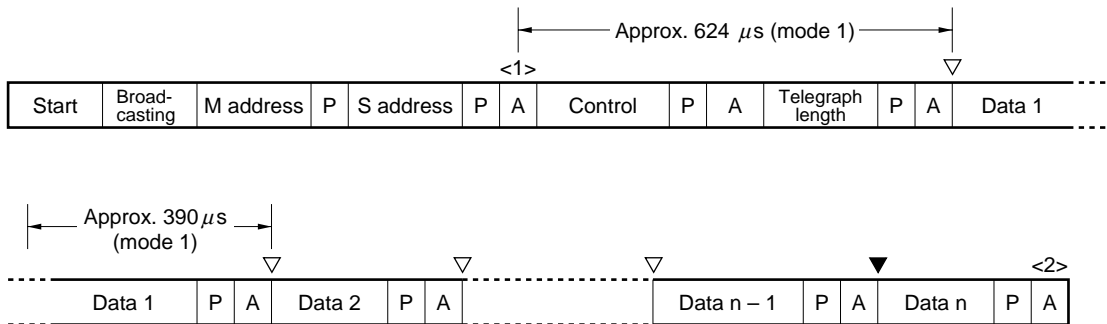 Approx. 624 μs (mode 1)
<1>
Start Broad-casting M address P S address P A Control P A Telegraph length P A Data 1
Approx. 390 μs
(mode 1)
<2>
Data 1 P A Data 2 P A Data n – 1 P A Data n P A